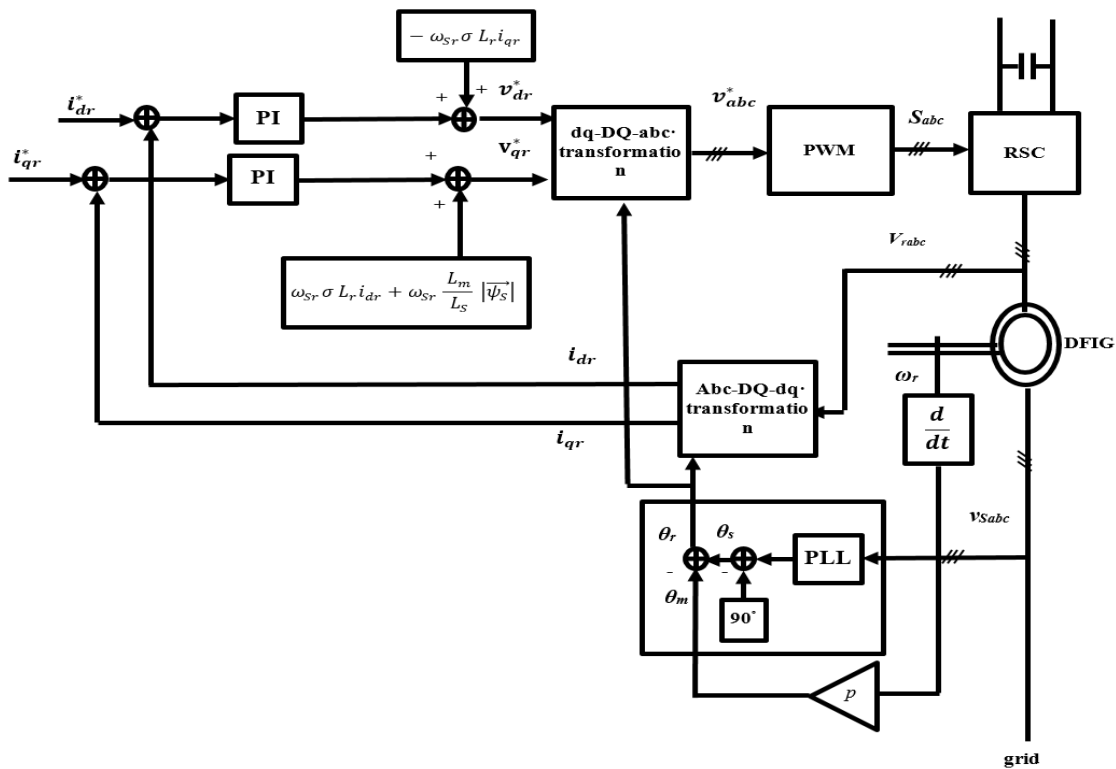 − ω_Sr σ L_r i_qr
i*_dr
+
+
v*_dr
PI
i*_qr
+
+
v*_qr
PI
dq-DQ-abc·
transformatio
n
v*_abc
PWM
S_abc
RSC
ω_Sr σ L_r i_dr + ω_Sr L_m/L_S |ψ_S|
V_rabc
DFIG
i_dr
i_qr
Abc-DQ-dq·
transformatio
n
ω_r
d/dt
v_Sabc
θ_r
θ_s
PLL
-
-
θ_m
90°
p
grid